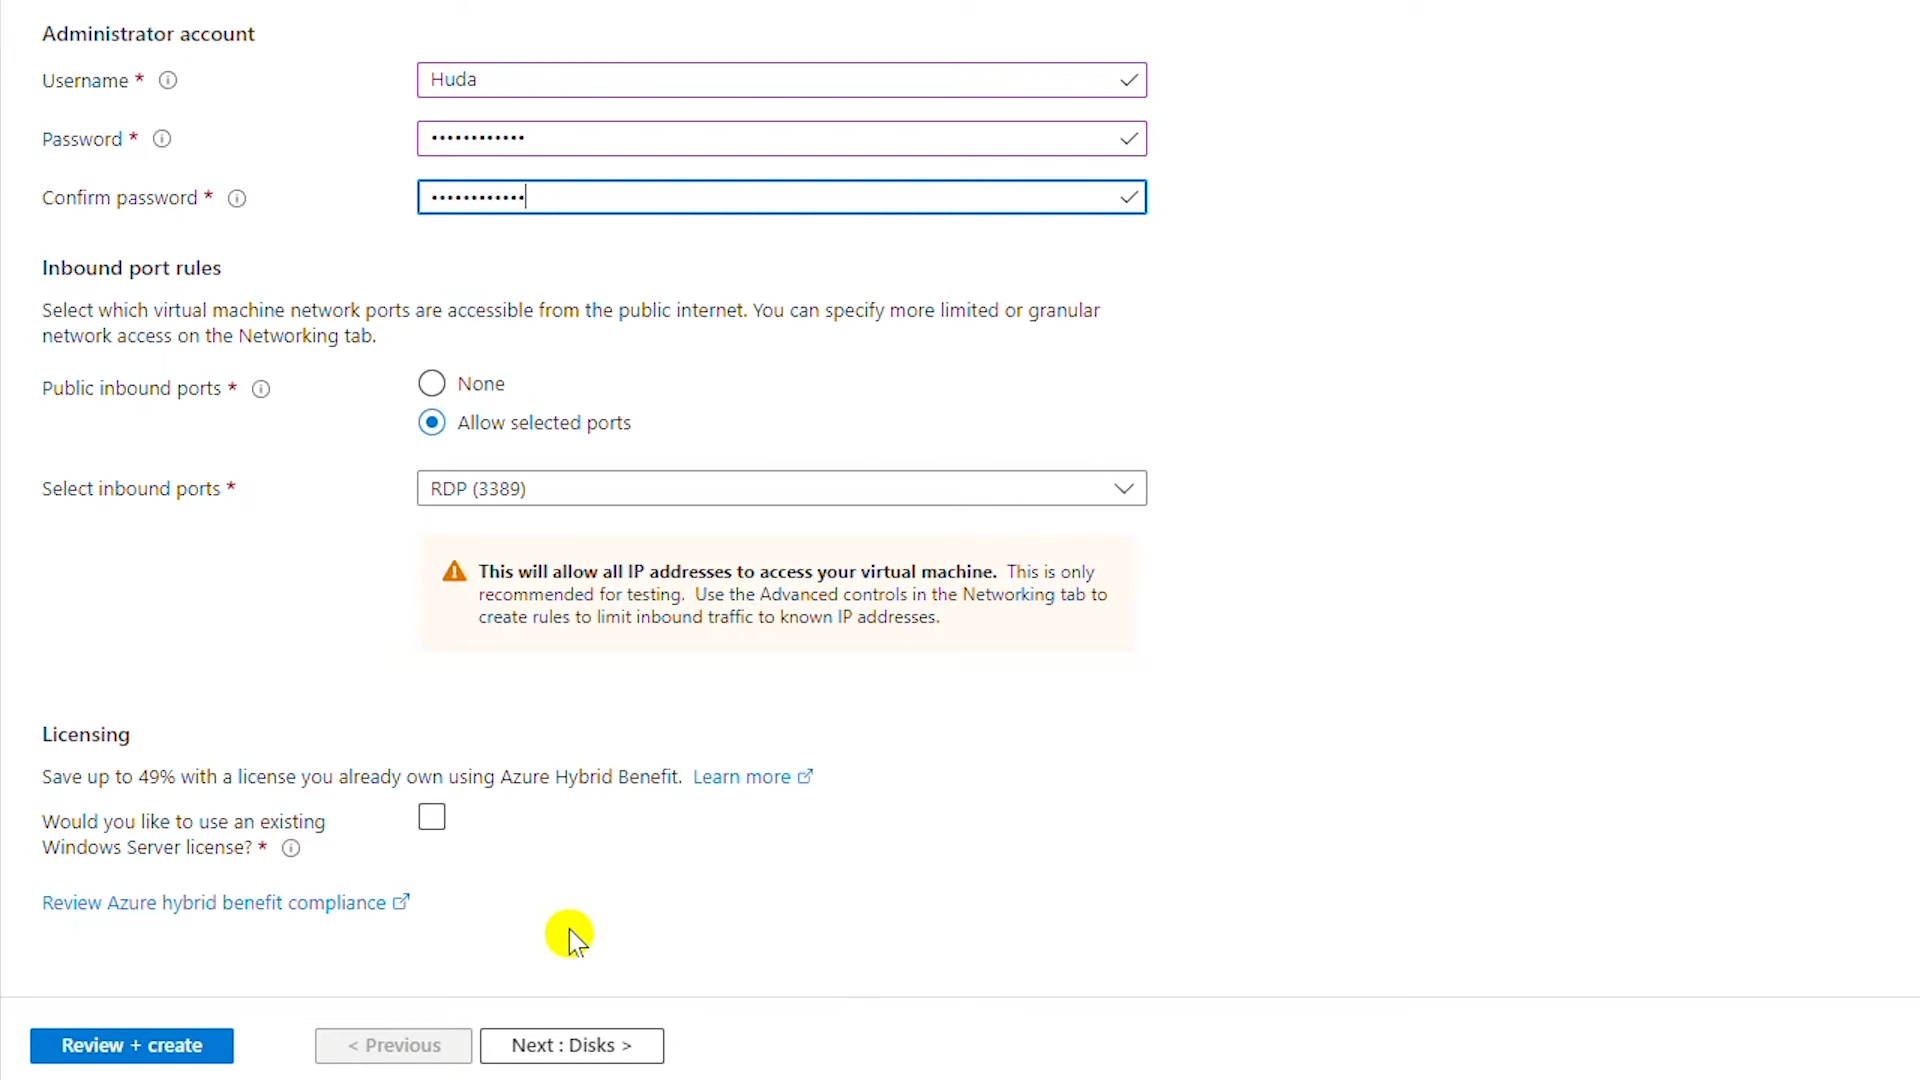 Administrator account
Username *
Huda
Password *
••••••••••••
Confirm password *
••••••••••••
Inbound port rules
Select which virtual machine network ports are accessible from the public internet. You can specify more limited or granular
network access on the Networking tab.
Public inbound ports *
None
Allow selected ports
Select inbound ports *
RDP (3389)
This will allow all IP addresses to access your virtual machine. This is only
recommended for testing. Use the Advanced controls in the Networking tab to
create rules to limit inbound traffic to known IP addresses.
Licensing
Save up to 49% with a license you already own using Azure Hybrid Benefit. Learn more
Would you like to use an existing
Windows Server license? *
Review Azure hybrid benefit compliance
Review + create
< Previous
Next : Disks >